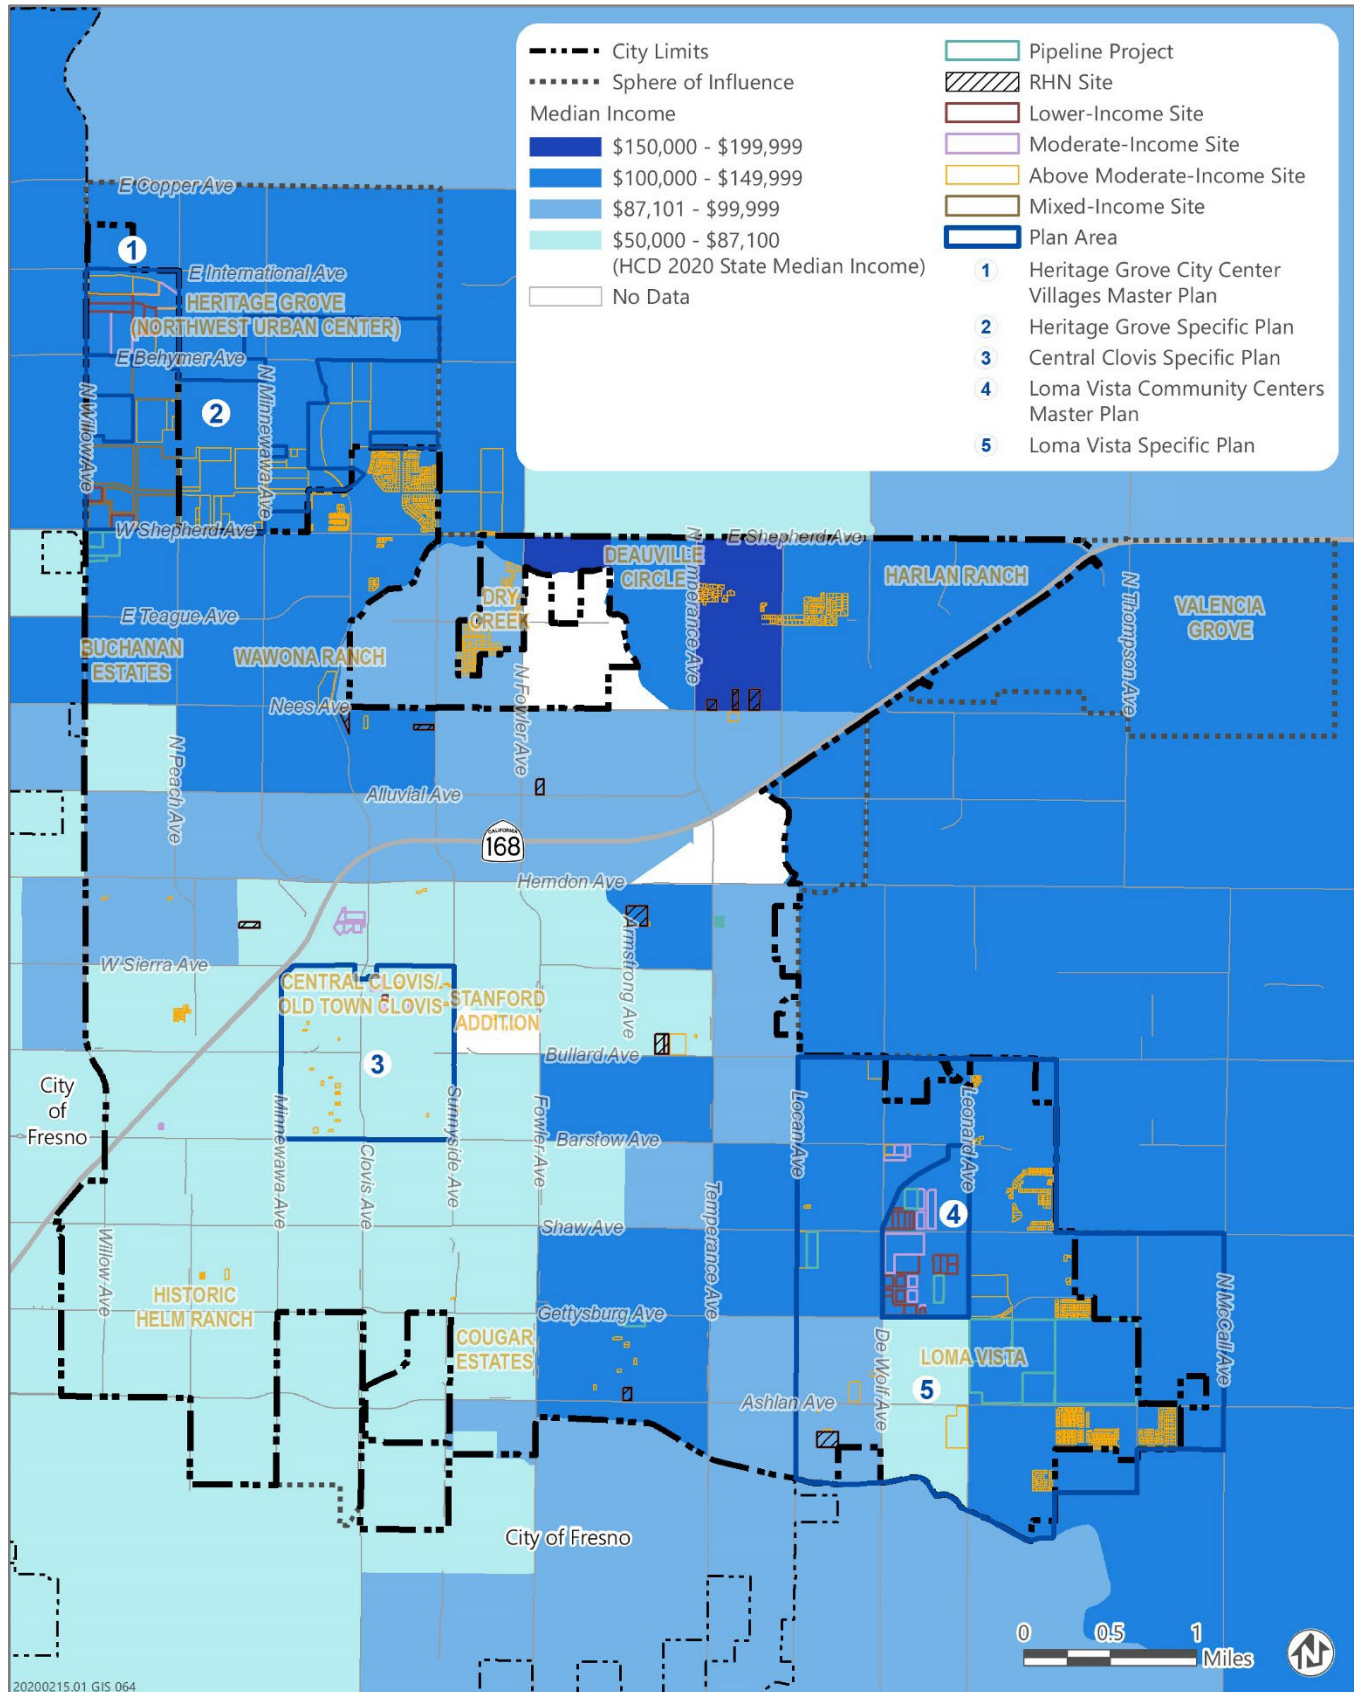 City Limits
Sphere of Influence
Median Income
$150,000 - $199,999
$100,000 - $149,999
$87,101 - $99,999
$50,000 - $87,100
(HCD 2020 State Median Income)
No Data
Pipeline Project
RHN Site
Lower-Income Site
Moderate-Income Site
Above Moderate-Income Site
Mixed-Income Site
Plan Area
1 Heritage Grove City Center
Villages Master Plan
2 Heritage Grove Specific Plan
3 Central Clovis Specific Plan
4 Loma Vista Community Centers
Master Plan
5 Loma Vista Specific Plan
E Copper Ave
1
E International Ave
HERITAGE GROVE
(NORTHWEST URBAN CENTER)
E Behymer Ave
N Willow Ave
2
N Minnewawa Ave
W Shepherd Ave
E Shepherd Ave
DEAUVILLE
CIRCLE
N Temperance Ave
HARLAN RANCH
N Thompson Ave
VALENCIA
GROVE
DRY
CREEK
E Teague Ave
BUCHANAN
ESTATES
WAWONA RANCH
N Fowler Ave
Nees Ave
N Peach Ave
Alluvial Ave
CALIFORNIA
168
Herndon Ave
Armstrong Ave
W Sierra Ave
CENTRAL CLOVIS/
OLD TOWN CLOVIS
STANFORD
ADDITION
Bullard Ave
3
City
of
Fresno
Minnewawa Ave
Clovis Ave
Sunnyside Ave
Fowler Ave
Barstow Ave
Locan Ave
Leonard Ave
Temperance Ave
4
Shaw Ave
Willow Ave
HISTORIC
HELM RANCH
Gettysburg Ave
COUGAR
ESTATES
De Wolf Ave
LOMA VISTA
5
N McCall Ave
Ashlan Ave
City of Fresno
0 0.5 1
Miles
N
20200215.01 GIS 064